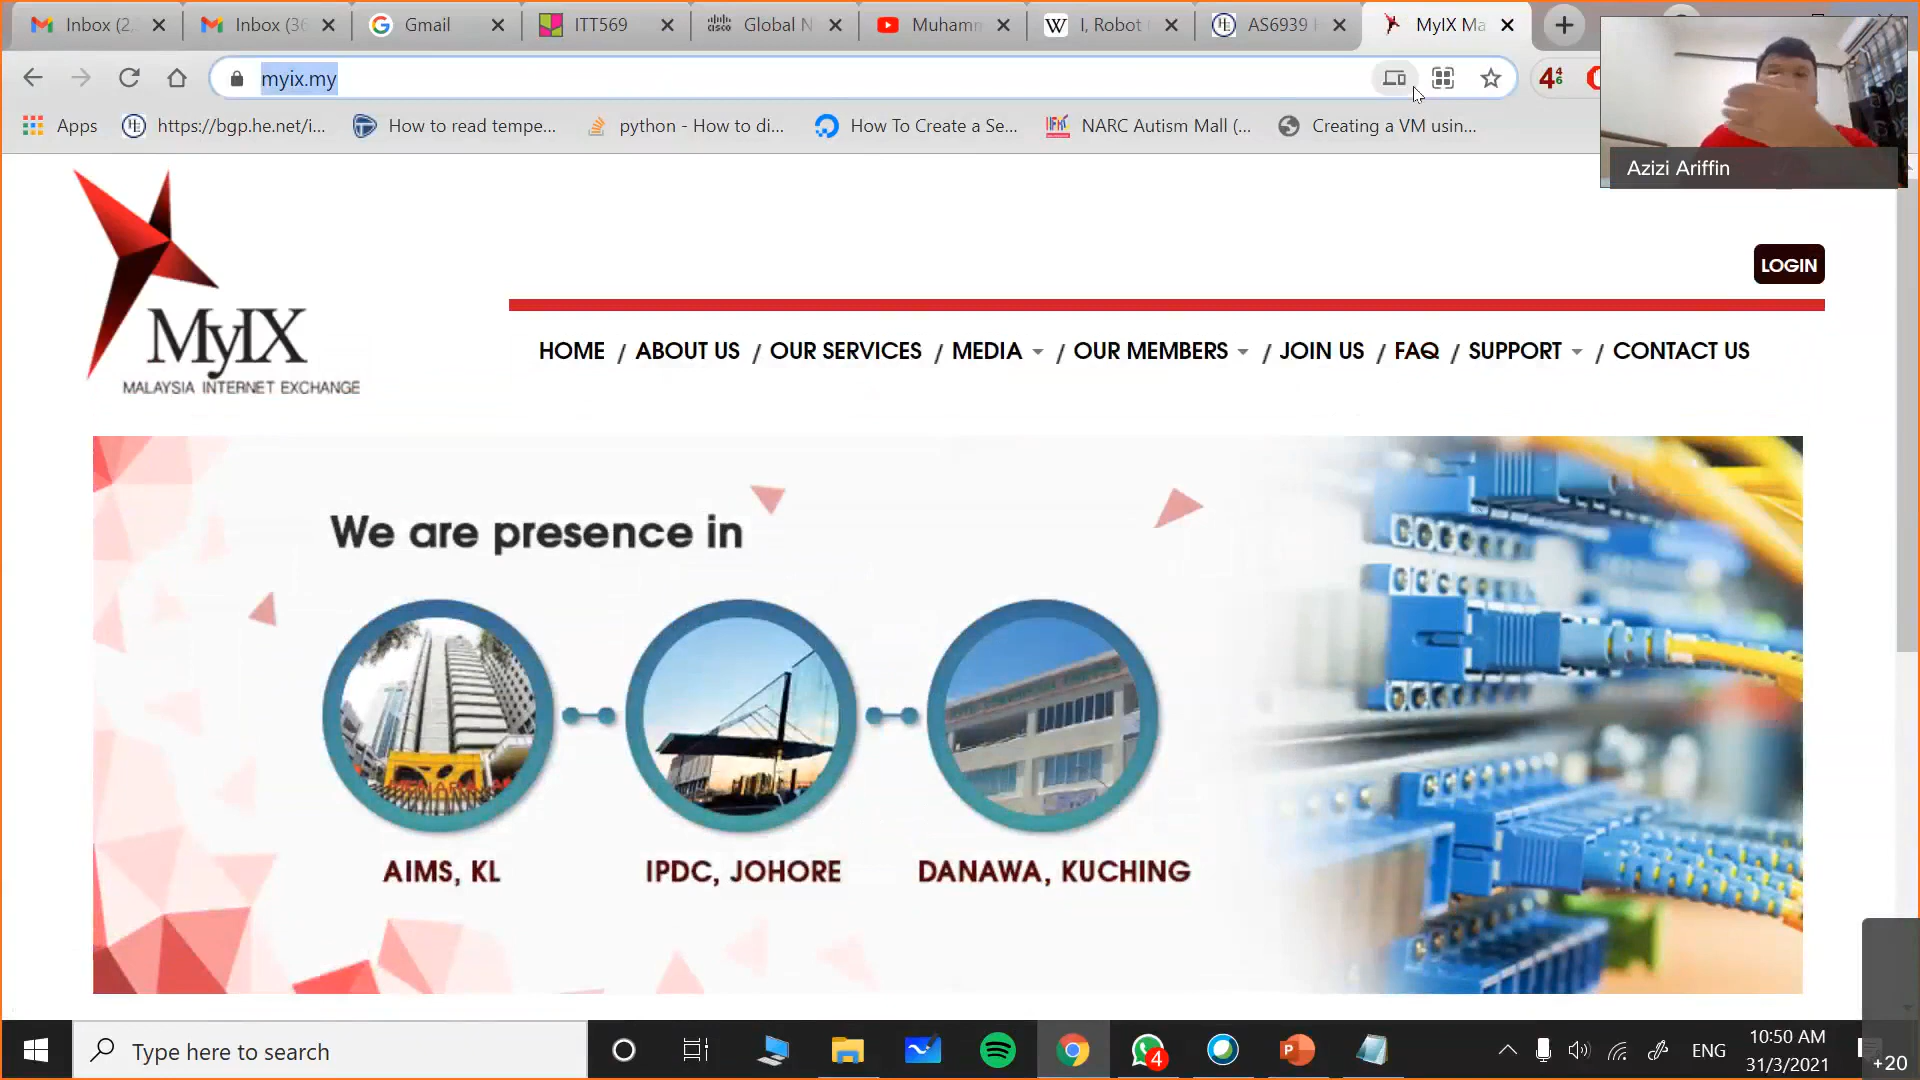 Inbox (2
Inbox (36
Gmail
ITT569
Global N
Muhamm
I, Robot
AS6939
MyIX Ma
myix.my
Apps
https://bgp.he.net/i...
How to read tempe...
python - How to di...
How To Create a Se...
NARC Autism Mall (...
Creating a VM usin...
Azizi Ariffin
LOGIN
MyIX
MALAYSIA INTERNET EXCHANGE
HOME / ABOUT US / OUR SERVICES / MEDIA / OUR MEMBERS / JOIN US / FAQ / SUPPORT / CONTACT US
We are presence in
AIMS, KL
IPDC, JOHORE
DANAWA, KUCHING
Type here to search
4
ENG
10:50 AM
31/3/2021
+20